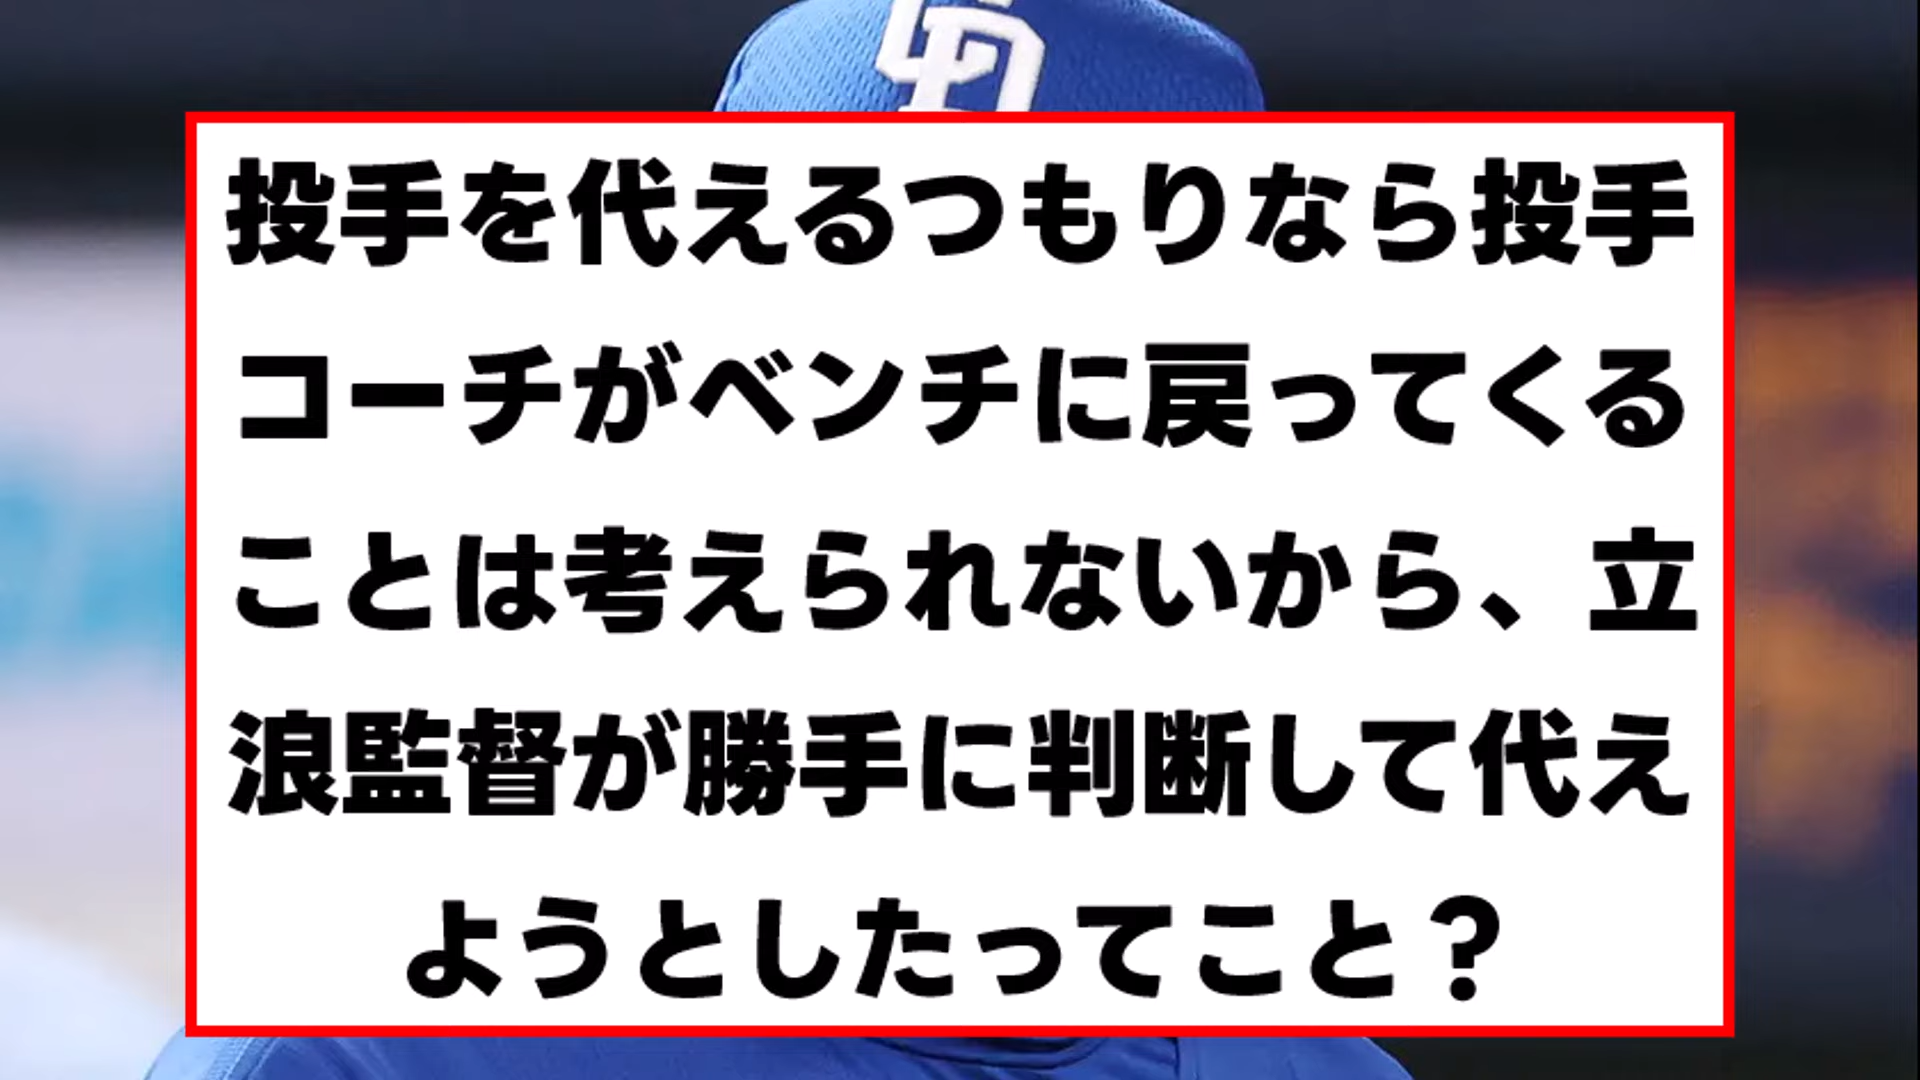 投手を代えるつもりなら投手
コーチがベンチに戻ってくる
ことは考えられないから、立
浪監督が勝手に判断して代え
ようとしたってこと？